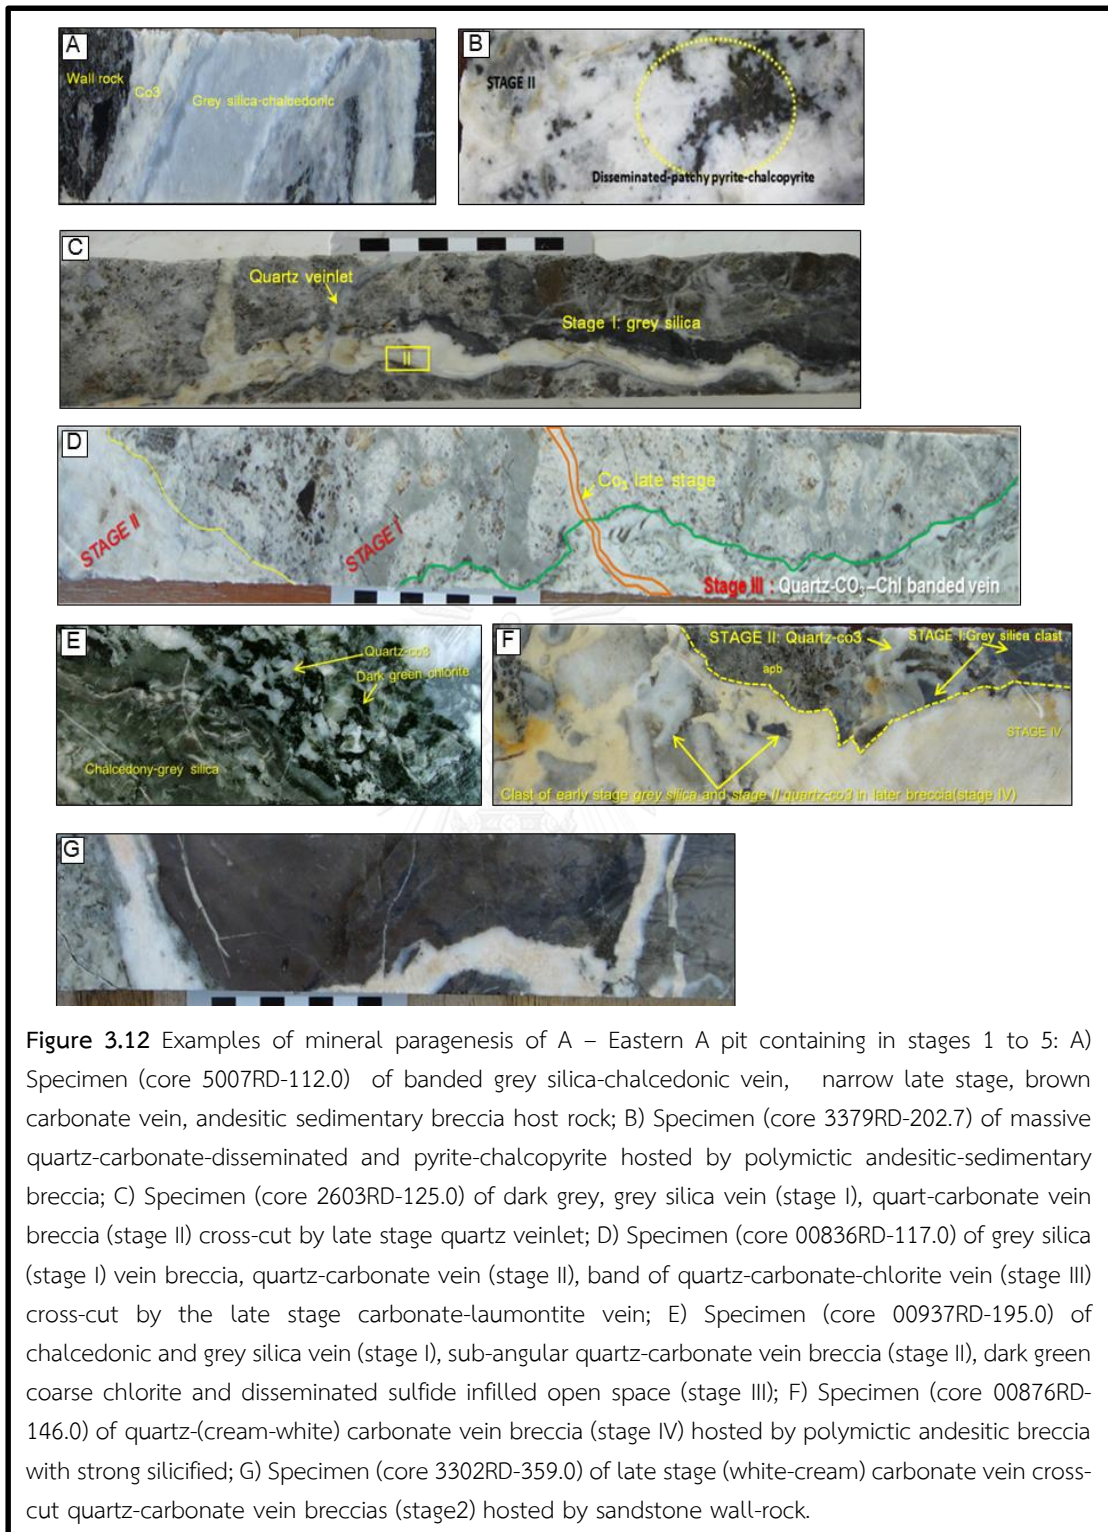 A
Wall rock
Co3
Grey silica-chalcedonic
B
STAGE II
Disseminated-patchy pyrite-chalcopyrite
C
Quartz veinlet
Stage I: grey silica
II
D
STAGE II
STAGE I
Co₃ late stage
Stage III : Quartz-CO₃–Chl banded vein
E
Quartz-co3
Dark green chlorite
Chalcedony-grey silica
F
STAGE II: Quartz-co3
STAGE I:Grey silica clast
apb
STAGE IV
Clast of early stage grey silica and stage II quartz-co3 in later breccia(stage IV)
G
Figure 3.12 Examples of mineral paragenesis of A – Eastern A pit containing in stages 1 to 5: A)
Specimen (core 5007RD-112.0) of banded grey silica-chalcedonic vein, narrow late stage, brown
carbonate vein, andesitic sedimentary breccia host rock; B) Specimen (core 3379RD-202.7) of massive
quartz-carbonate-disseminated and pyrite-chalcopyrite hosted by polymictic andesitic-sedimentary
breccia; C) Specimen (core 2603RD-125.0) of dark grey, grey silica vein (stage I), quart-carbonate vein
breccia (stage II) cross-cut by late stage quartz veinlet; D) Specimen (core 00836RD-117.0) of grey silica
(stage I) vein breccia, quartz-carbonate vein (stage II), band of quartz-carbonate-chlorite vein (stage III)
cross-cut by the late stage carbonate-laumontite vein; E) Specimen (core 00937RD-195.0) of
chalcedonic and grey silica vein (stage I), sub-angular quartz-carbonate vein breccia (stage II), dark green
coarse chlorite and disseminated sulfide infilled open space (stage III); F) Specimen (core 00876RD-
146.0) of quartz-(cream-white) carbonate vein breccia (stage IV) hosted by polymictic andesitic breccia
with strong silicified; G) Specimen (core 3302RD-359.0) of late stage (white-cream) carbonate vein cross-
cut quartz-carbonate vein breccias (stage2) hosted by sandstone wall-rock.